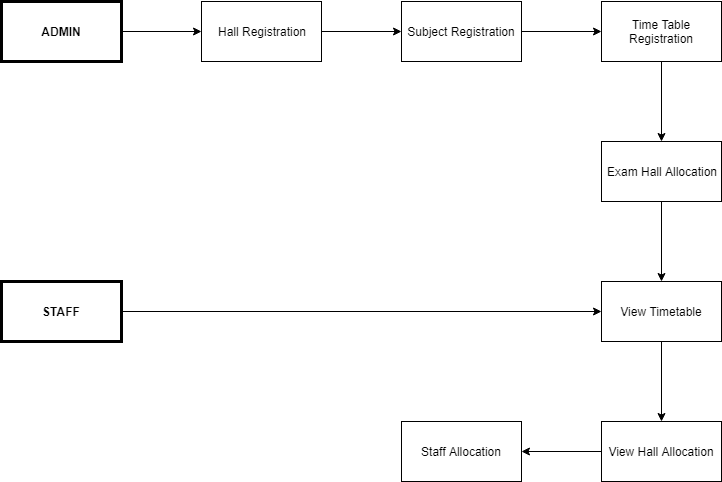 ADMIN
Hall Registration
Subject Registration
Time Table
Registration
Exam Hall Allocation
STAFF
View Timetable
Staff Allocation
View Hall Allocation